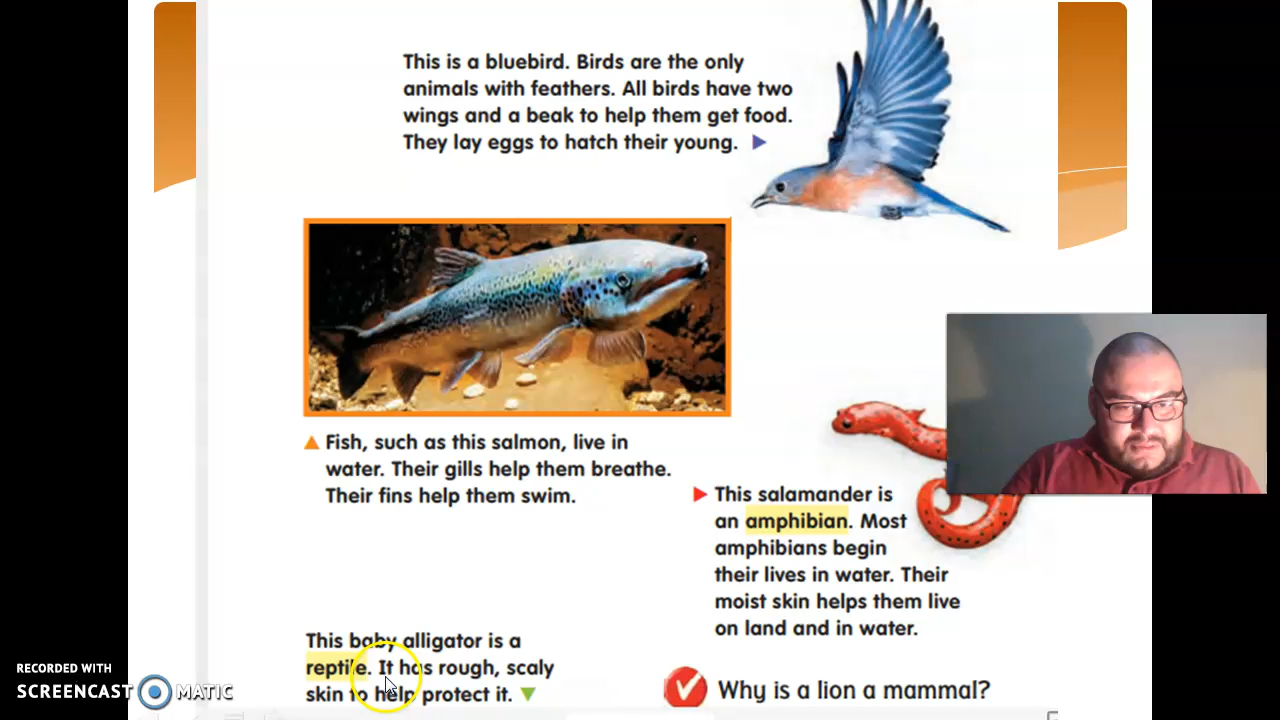 This is a bluebird. Birds are the only
animals with feathers. All birds have two
wings and a beak to help them get food.
They lay eggs to hatch their young.
Fish, such as this salmon, live in
water. Their gills help them breathe.
Their fins help them swim.
This salamander is
an amphibian. Most
amphibians begin
their lives in water. Their
moist skin helps them live
on land and in water.
This baby alligator is a
reptile. It has rough, scaly
skin to help protect it.
Why is a lion a mammal?
RECORDED WITH
SCREENCAST MATIC